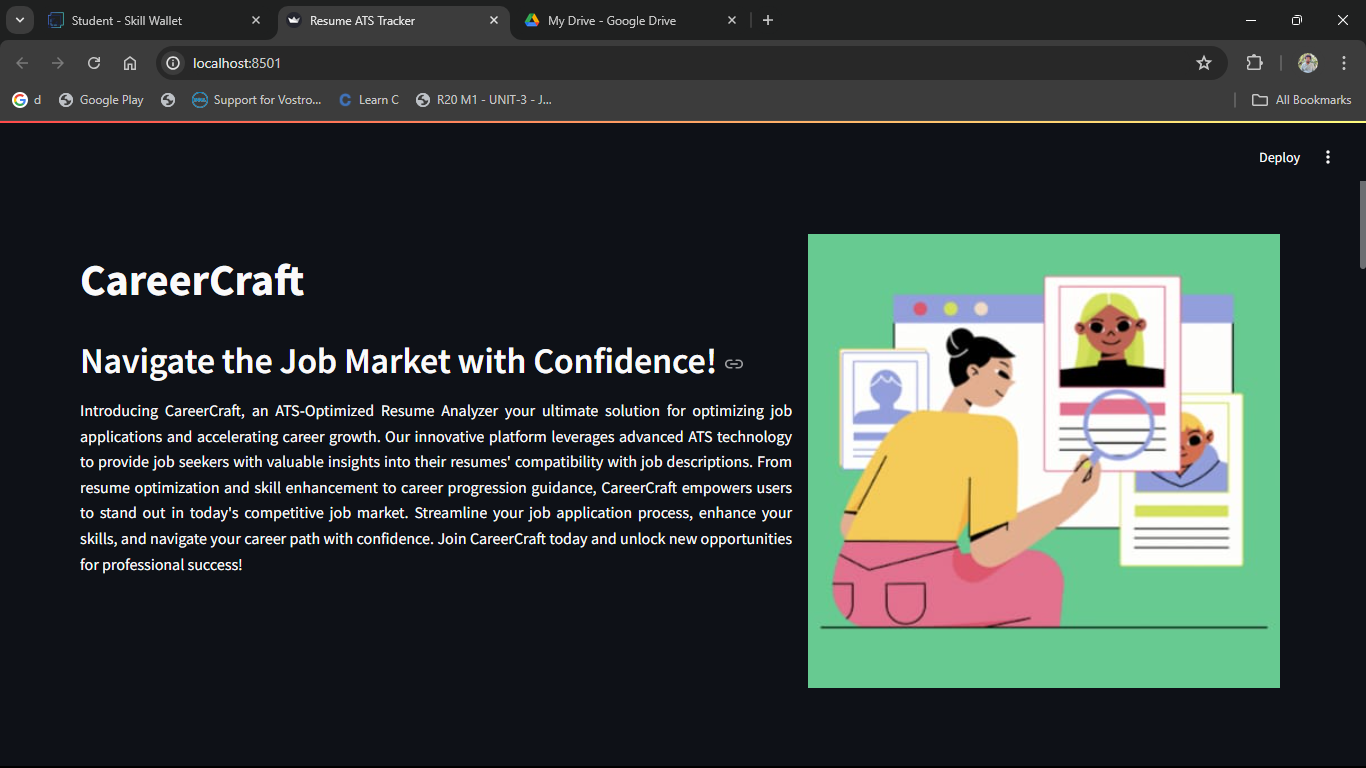 Student - Skill Wallet
Resume ATS Tracker
My Drive - Google Drive
localhost:8501
d
Google Play
Support for Vostro...
Learn C
R20 M1 - UNIT-3 - J...
All Bookmarks
Deploy
CareerCraft
Navigate the Job Market with Confidence!
Introducing CareerCraft, an ATS-Optimized Resume Analyzer your ultimate solution for optimizing job
applications and accelerating career growth. Our innovative platform leverages advanced ATS technology
to provide job seekers with valuable insights into their resumes' compatibility with job descriptions. From
resume optimization and skill enhancement to career progression guidance, CareerCraft empowers users
to stand out in today's competitive job market. Streamline your job application process, enhance your
skills, and navigate your career path with confidence. Join CareerCraft today and unlock new opportunities
for professional success!